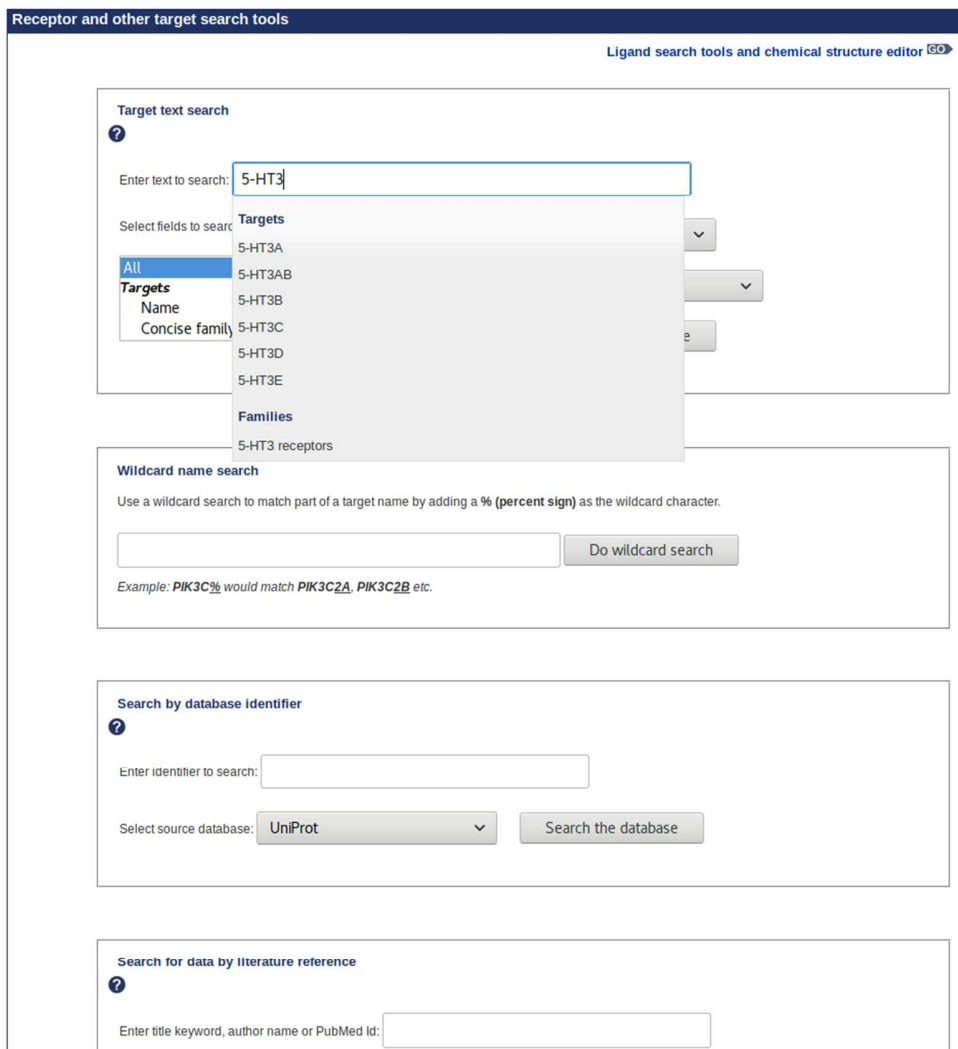 Receptor and other target search tools
Ligand search tools and chemical structure editor GO
Target text search
?
Enter text to search: 5-HT3
Select fields to searc
Targets
5-HT3A
5-HT3AB
5-HT3B
5-HT3C
5-HT3D
5-HT3E
Families
5-HT3 receptors
All
Targets
Name
Concise family
e
Wildcard name search
Use a wildcard search to match part of a target name by adding a % (percent sign) as the wildcard character.
Do wildcard search
Example: PIK3C% would match PIK3C2A, PIK3C2B etc.
Search by database identifier
?
Enter identifier to search:
Select source database: UniProt Search the database
Search for data by literature reference
?
Enter title keyword, author name or PubMed Id: